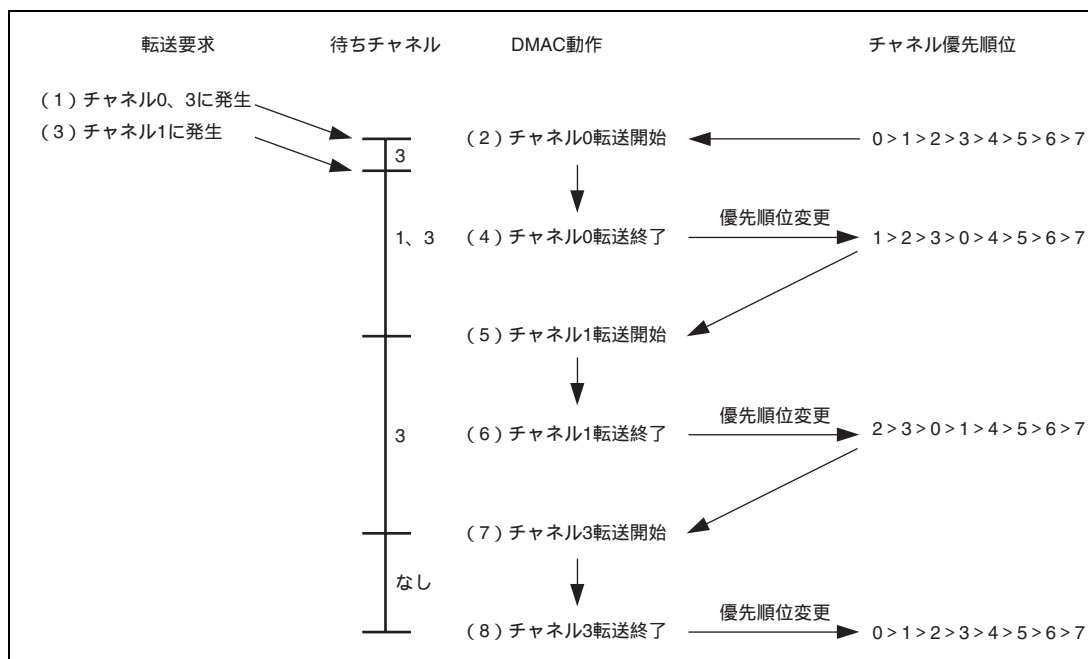 転送要求 待ちチャネル DMAC動作 チャネル優先順位
（1）チャネル0、3に発生
（3）チャネル1に発生
（2）チャネル0転送開始 0>1>2>3>4>5>6>7
3
優先順位変更
1、3 （4）チャネル0転送終了 1>2>3>0>4>5>6>7
（5）チャネル1転送開始
優先順位変更
3 （6）チャネル1転送終了 2>3>0>1>4>5>6>7
（7）チャネル3転送開始
なし
優先順位変更
（8）チャネル3転送終了 0>1>2>3>4>5>6>7